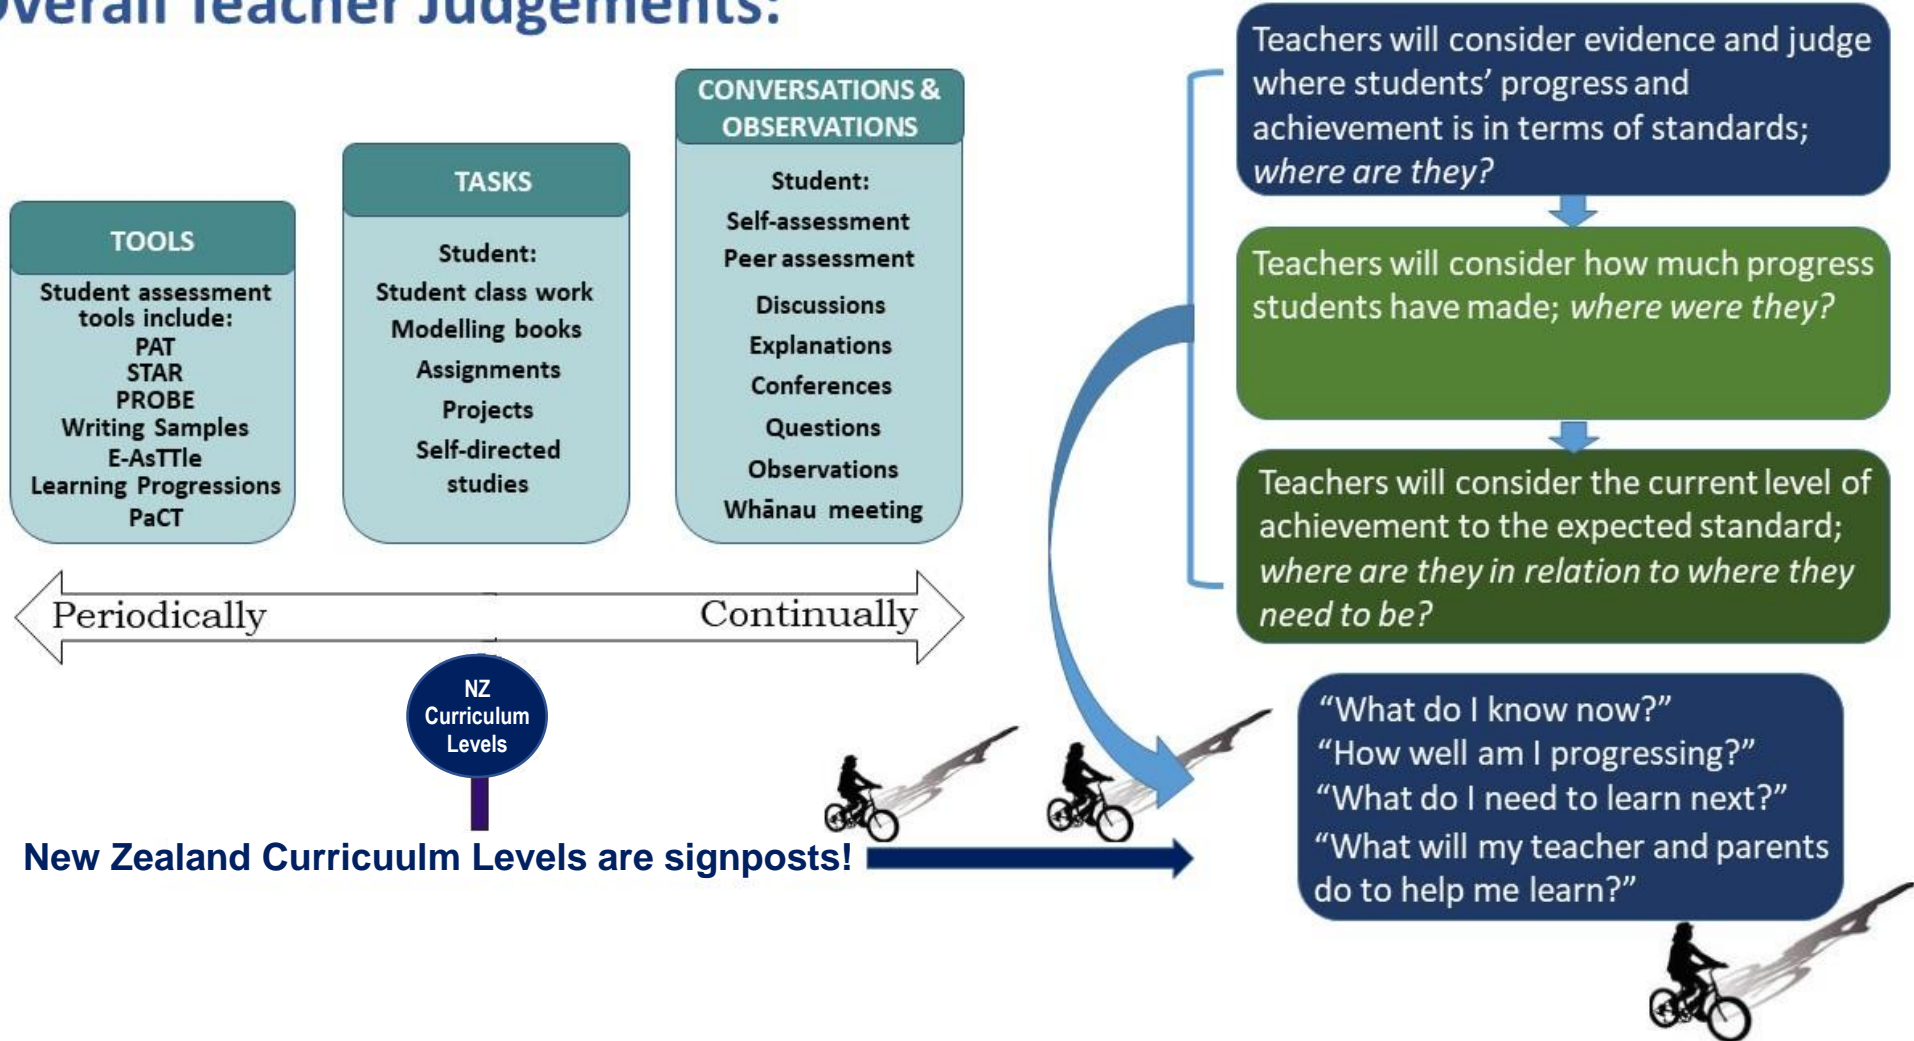 Overall Teacher Judgements:
TOOLS
Student assessment
tools include:
PAT
STAR
PROBE
Writing Samples
E-AsTTle
Learning Progressions
PaCT
TASKS
Student:
Student class work
Modelling books
Assignments
Projects
Self-directed
studies
CONVERSATIONS &
OBSERVATIONS
Student:
Self-assessment
Peer assessment
Discussions
Explanations
Conferences
Questions
Observations
Whānau meeting
Periodically
Continually
NZ
Curriculum
Levels
New Zealand Curricuulm Levels are signposts!
Teachers will consider evidence and judge
where students’ progress and
achievement is in terms of standards;
where are they?
Teachers will consider how much progress
students have made; where were they?
Teachers will consider the current level of
achievement to the expected standard;
where are they in relation to where they
need to be?
“What do I know now?”
“How well am I progressing?”
“What do I need to learn next?”
“What will my teacher and parents
do to help me learn?”